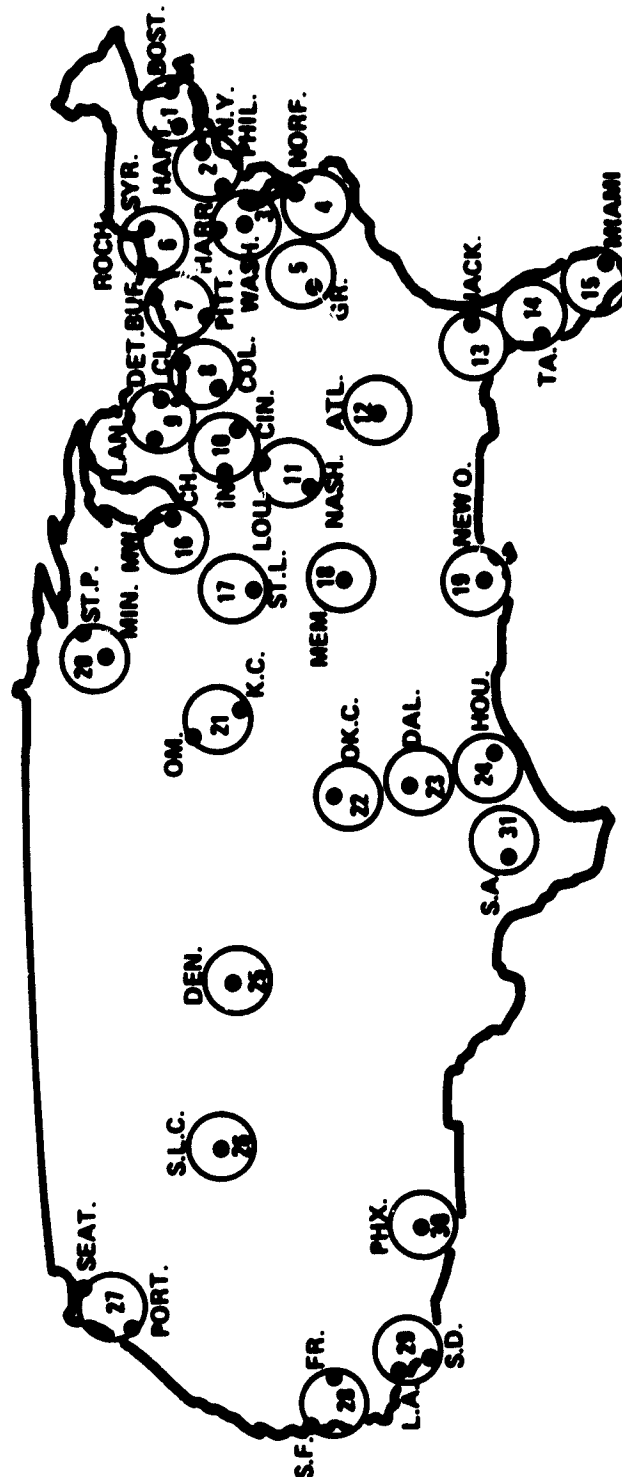 SEAT.
27
PORT.
S.F.
28
FR.
L.A.
29
S.D.
PHX.
30
S.L.C.
26
DEN.
25
S.A.
31
24
HOU.
DAL.
23
OK.C.
22
OM.
21
K.C.
20
ST.P.
MIN.
MEM.
18
17
ST.L.
NEW O.
19
MW.
CH.
16
LAN.
DET.
9
CL.
IN.
10
CIN.
LOU.
11
NASH.
ATL.
12
8
COL.
BUF.
7
PITT.
ROCH.
SYR.
6
HARR.
WASH.
3
5
GR.
4
NORF.
HART.
1
BOST.
2
N.Y.
PHIL.
JACK.
13
14
TA.
15
MIAMI